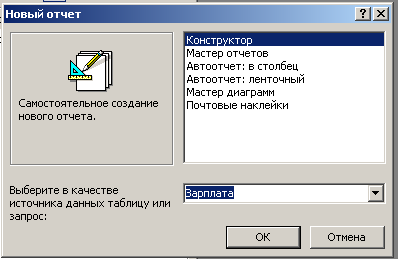 Новый отчет
Конструктор
Мастер отчетов
Автоотчет: в столбец
Автоотчет: ленточный
Мастер диаграмм
Почтовые наклейки
Самостоятельное создание
нового отчета.
Выберите в качестве
источника данных таблицу или
запрос:
Зарплата
ОК
Отмена